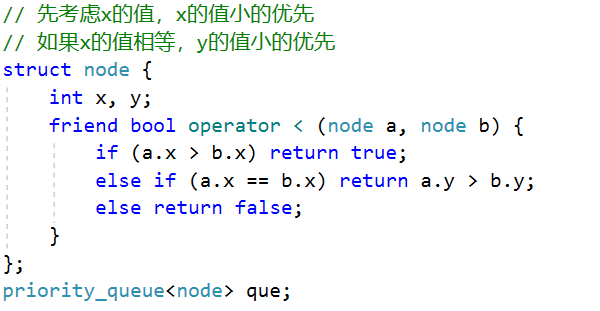 // 先考虑x的值，x的值小的优先
// 如果x的值相等，y的值小的优先
struct node {
    int x, y;
    friend bool operator < (node a, node b) {
        if (a.x > b.x) return true;
        else if (a.x == b.x) return a.y > b.y;
        else return false;
    }
};
priority_queue<node> que;